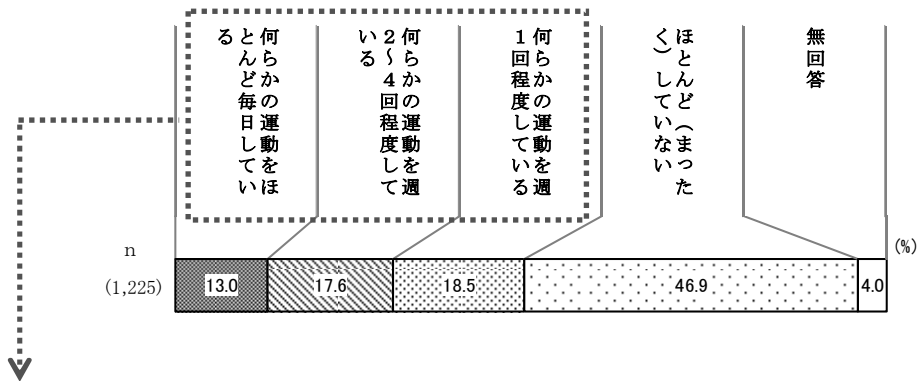 何らかの運動をほ
とんど毎日してい
る
何らかの運動を週
2～4回程度して
いる
何らかの運動を週
1回程度している
ほとんど(まった
く)していない
無回答
(%)
n
(1,225)
13.0
17.6
18.5
46.9
4.0